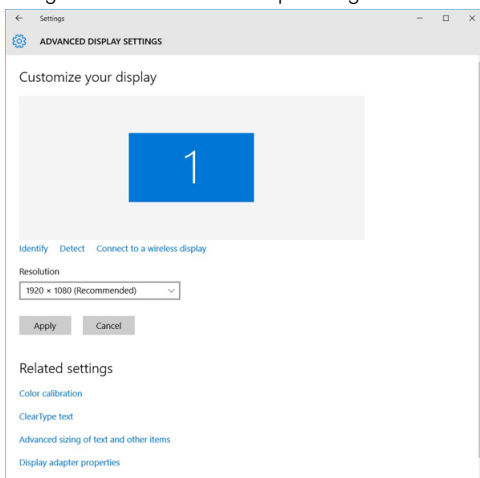 Settings
ADVANCED DISPLAY SETTINGS
Customize your display
1
Identify Detect Connect to a wireless display
Resolution
1920 × 1080 (Recommended)
Apply Cancel
Related settings
Color calibration
ClearType text
Advanced sizing of text and other items
Display adapter properties